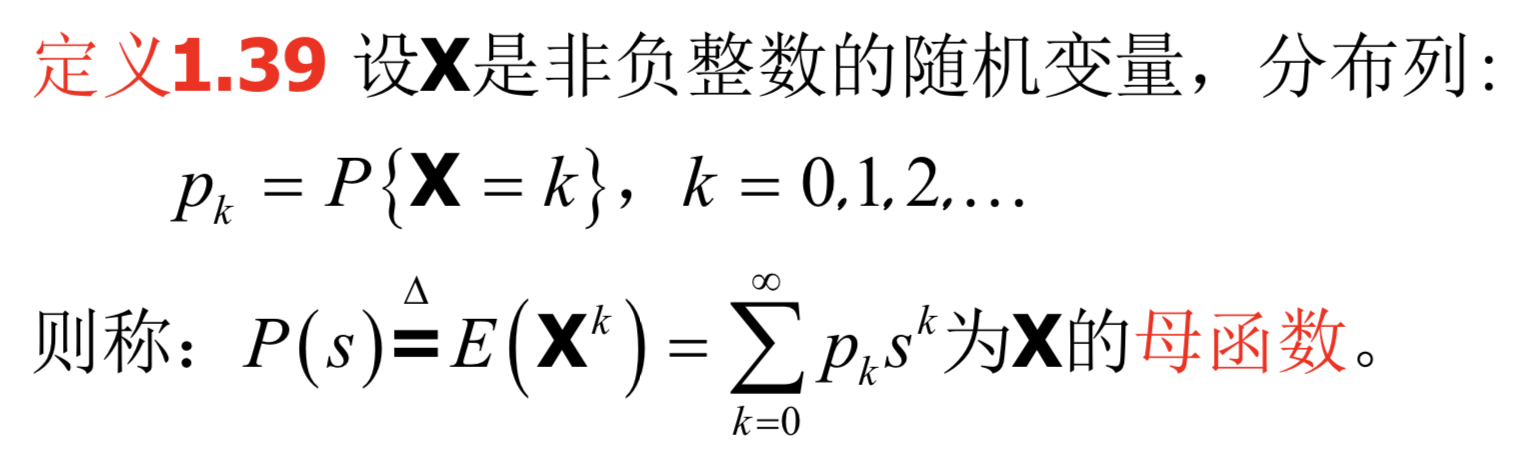 定义1.39 设X是非负整数的随机变量，分布列：
p_k = P{X = k}，k = 0,1,2,…
则称：P(s) ≜ E(X^k) = ∑_{k=0}^{∞} p_k s^k 为X的母函数。